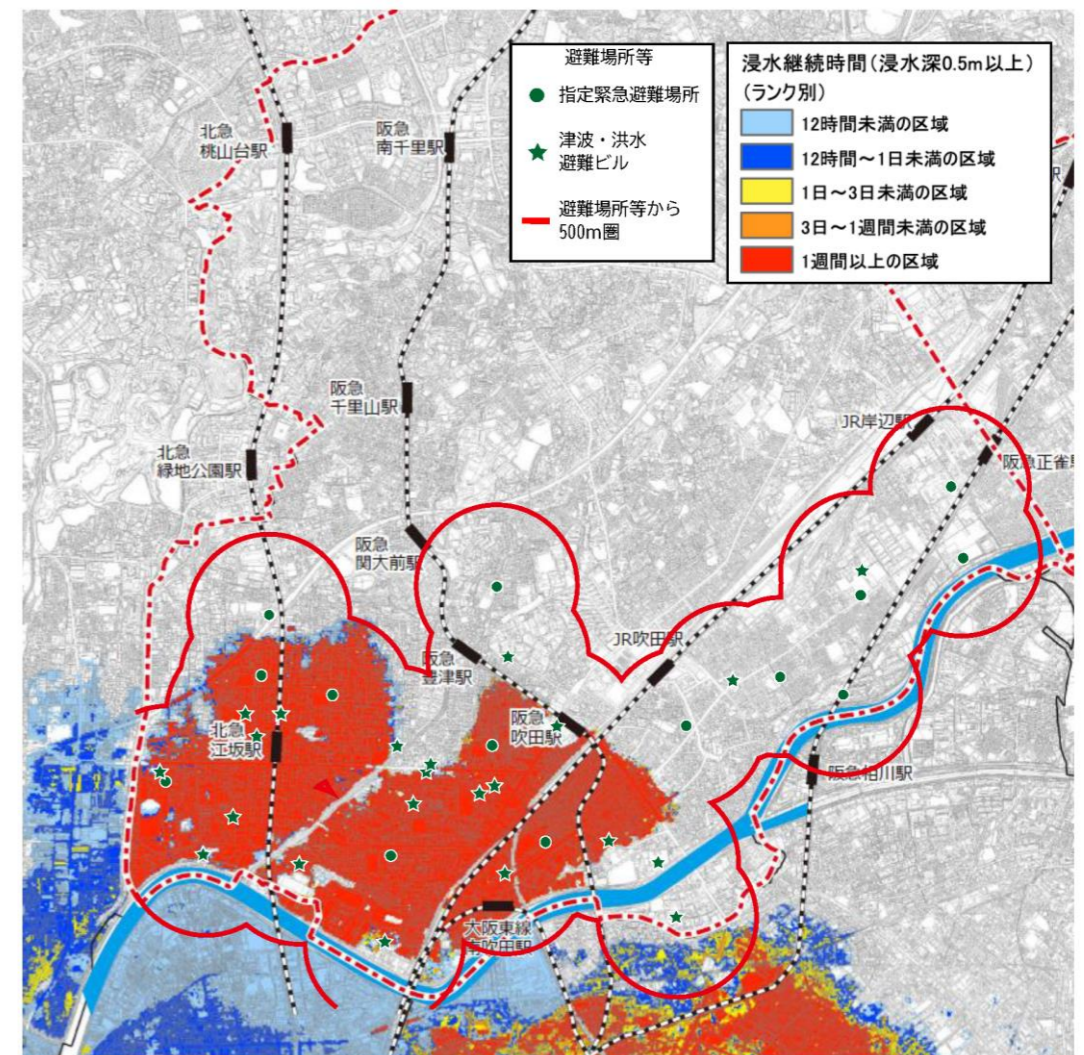 避難場所等
指定緊急避難場所
津波・洪水
避難ビル
避難場所等から
500m圏
浸水継続時間(浸水深0.5m以上)
(ランク別)
12時間未満の区域
12時間～1日未満の区域
1日～3日未満の区域
3日～1週間未満の区域
1週間以上の区域
北急
桃山台駅
阪急
南千里駅
駅
阪急
千里山駅
JR岸辺駅
北急
緑地公園駅
阪急正雀
阪急
関大前駅
JR吹田駅
阪急
豊津駅
阪急
吹田駅
北急
江坂駅
阪急相川駅
大阪東線
南吹田駅